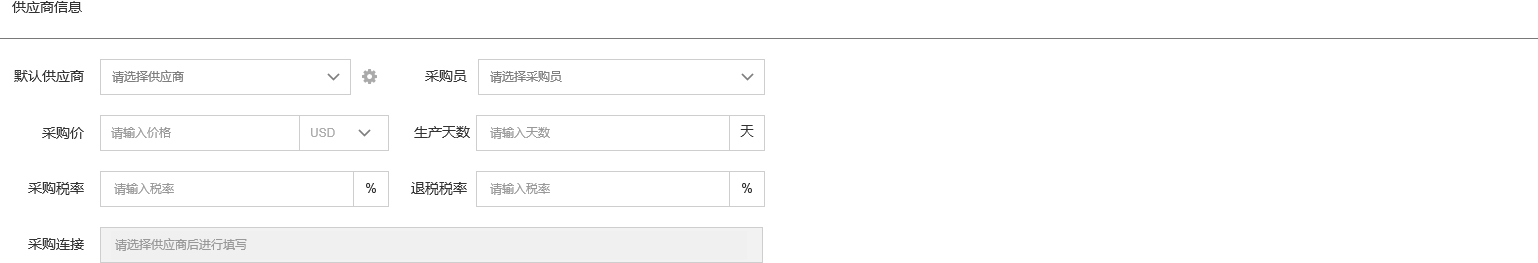 供应商信息
默认供应商 请选择供应商 采购员 请选择采购员
采购价 请输入价格 USD 生产天数 请输入天数 天
采购税率 请输入税率 % 退税税率 请输入税率 %
采购连接 请选择供应商后进行填写